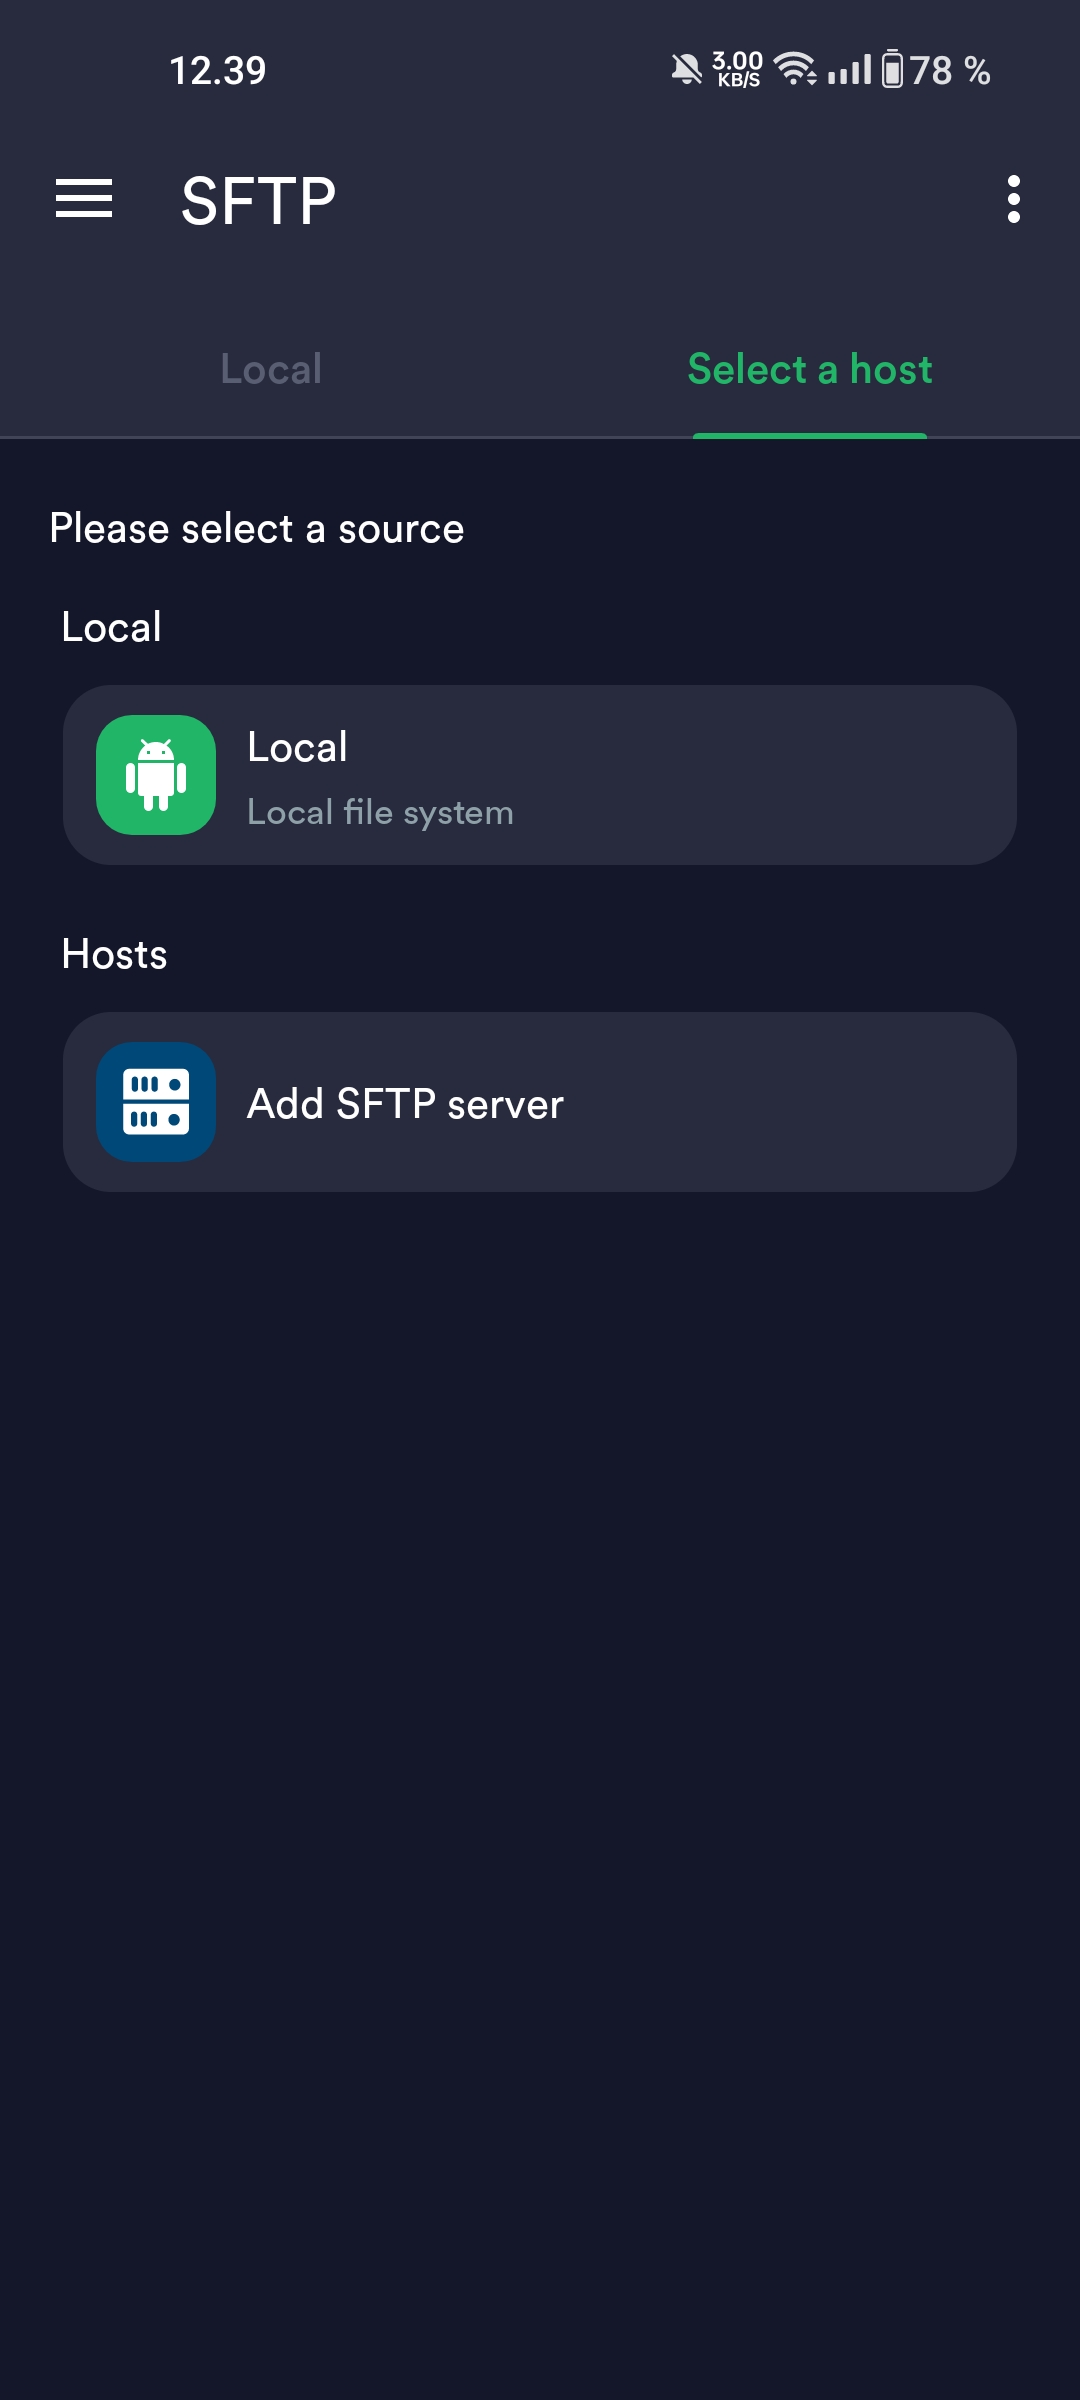 12.39
3.00
KB/S
78 %
SFTP
Local
Select a host
Please select a source
Local
Local
Local file system
Hosts
Add SFTP server